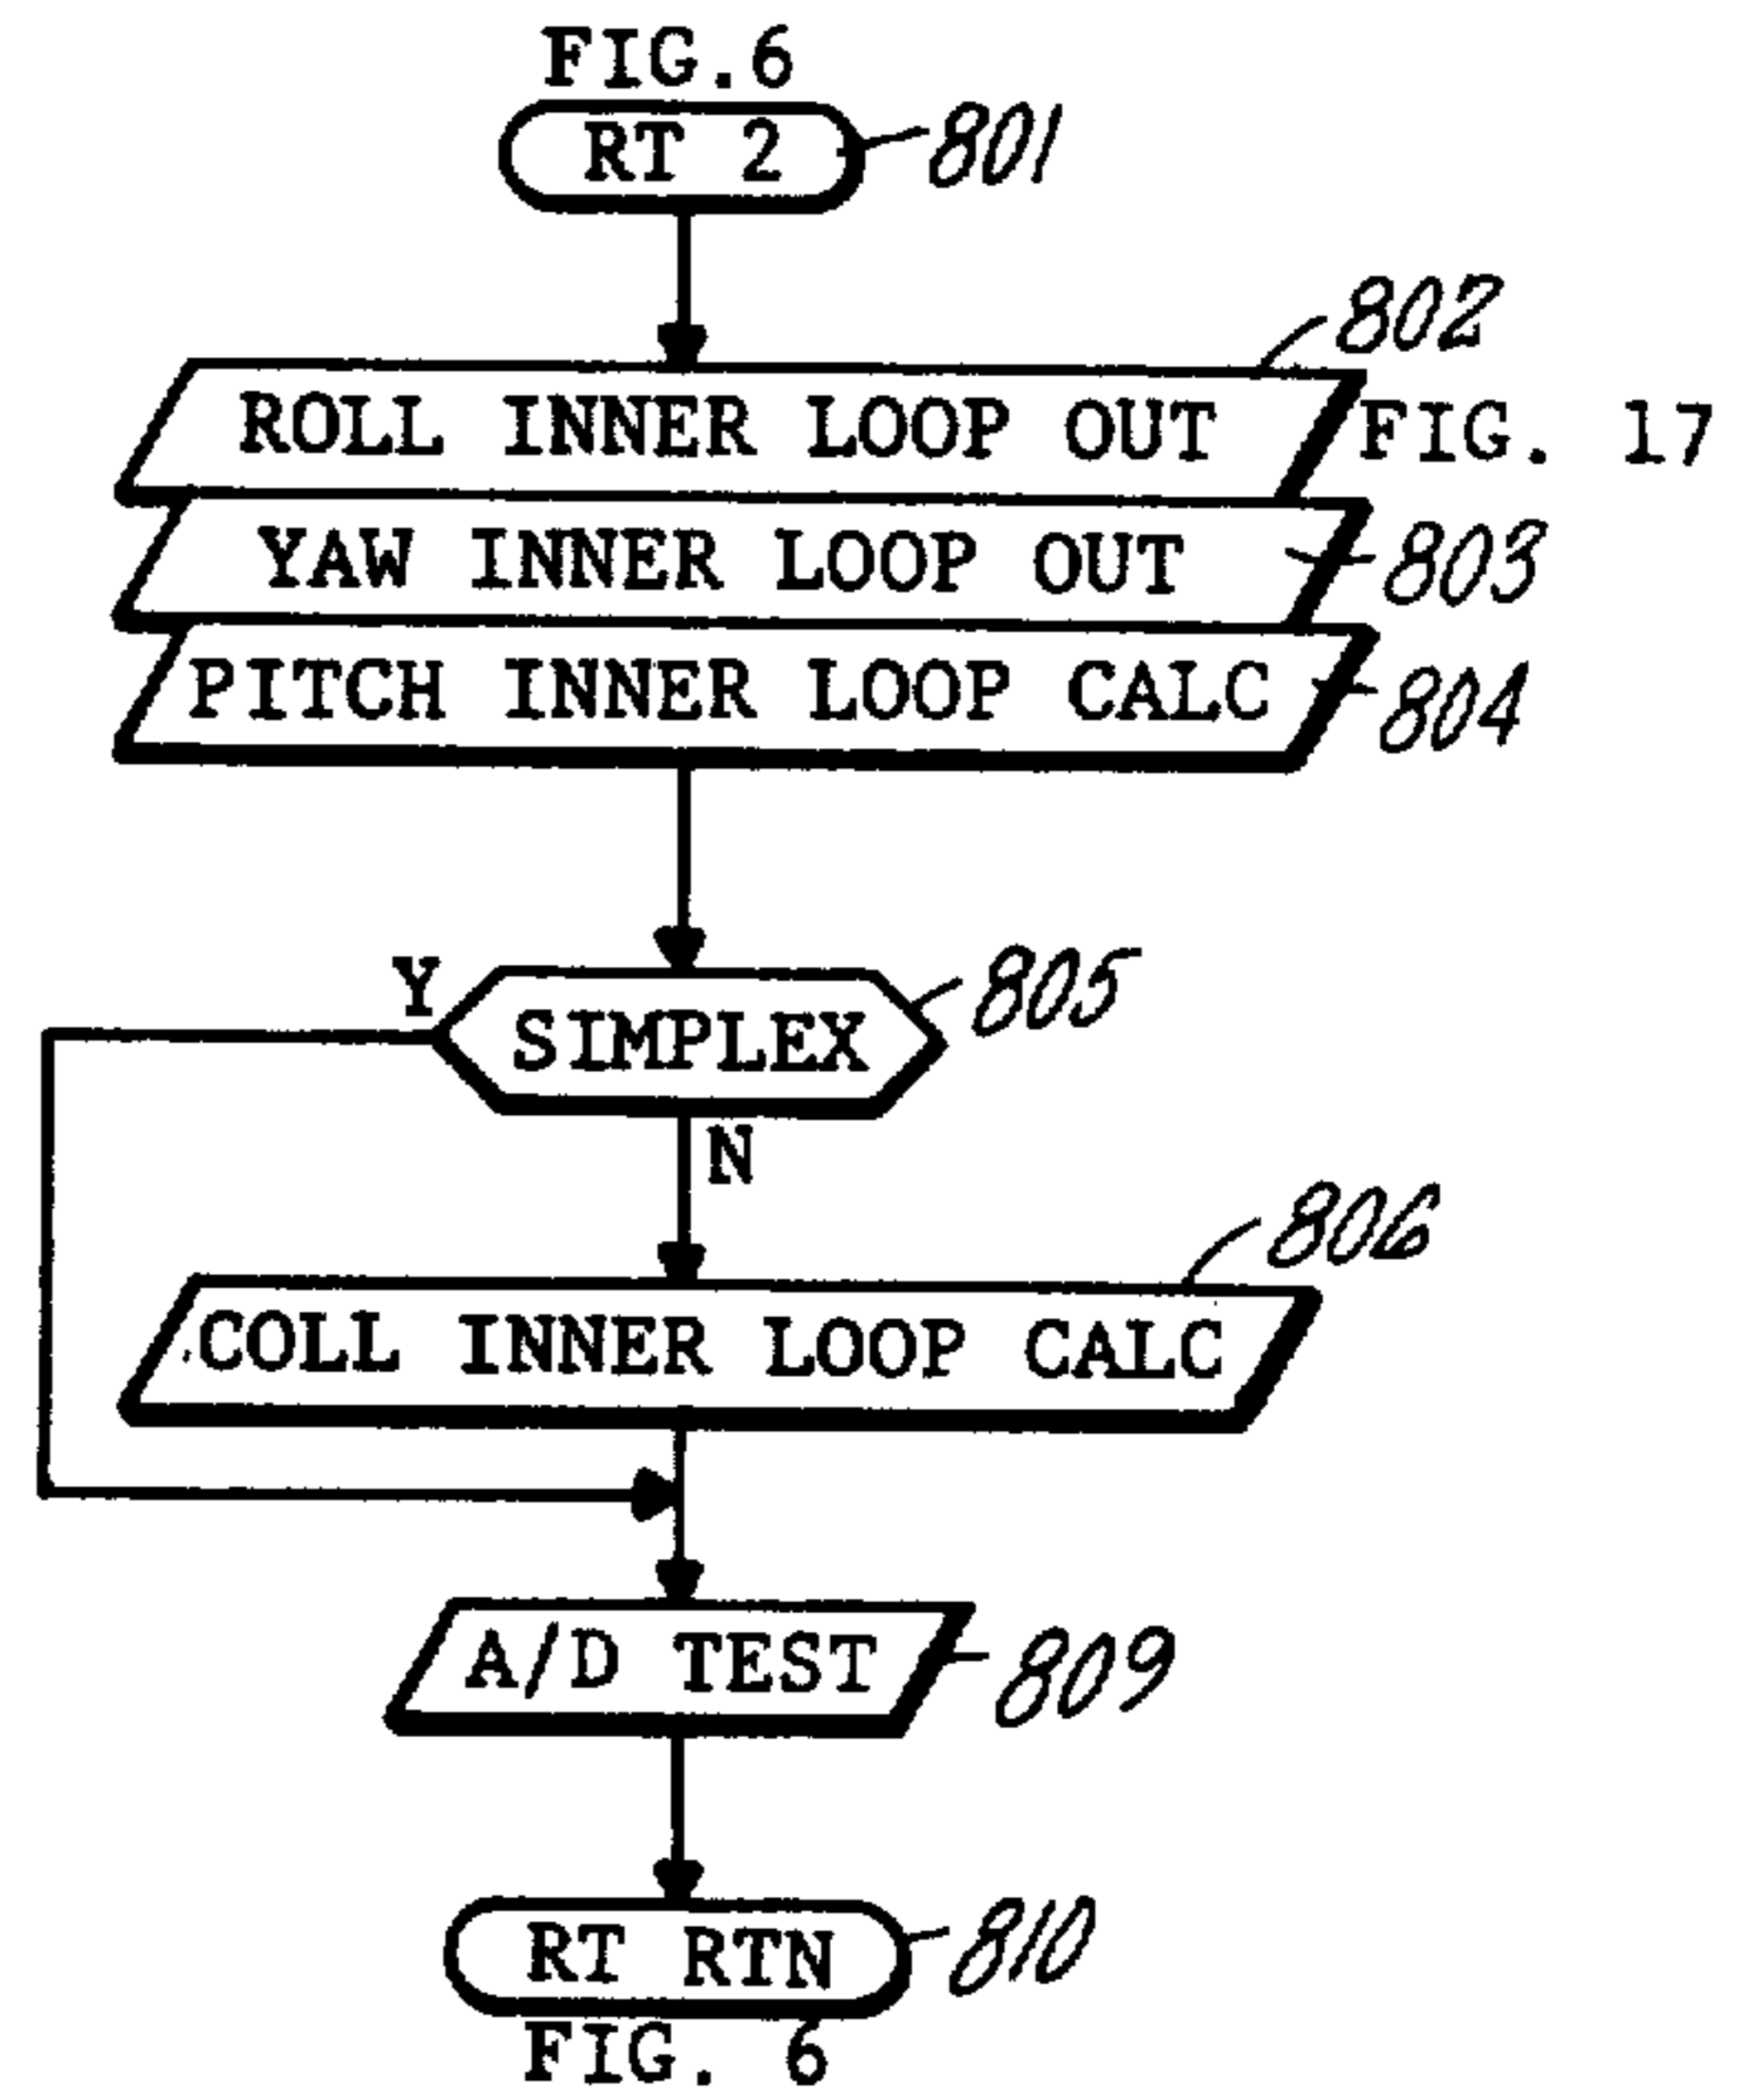 FIG.6
RT 2
801
802
ROLL INNER LOOP OUT
FIG. 17
YAW INNER LOOP OUT
803
PITCH INNER LOOP CALC
804
Y
SIMPLEX
805
N
806
COLL INNER LOOP CALC
A/D TEST
809
RT RTN
810
FIG. 6